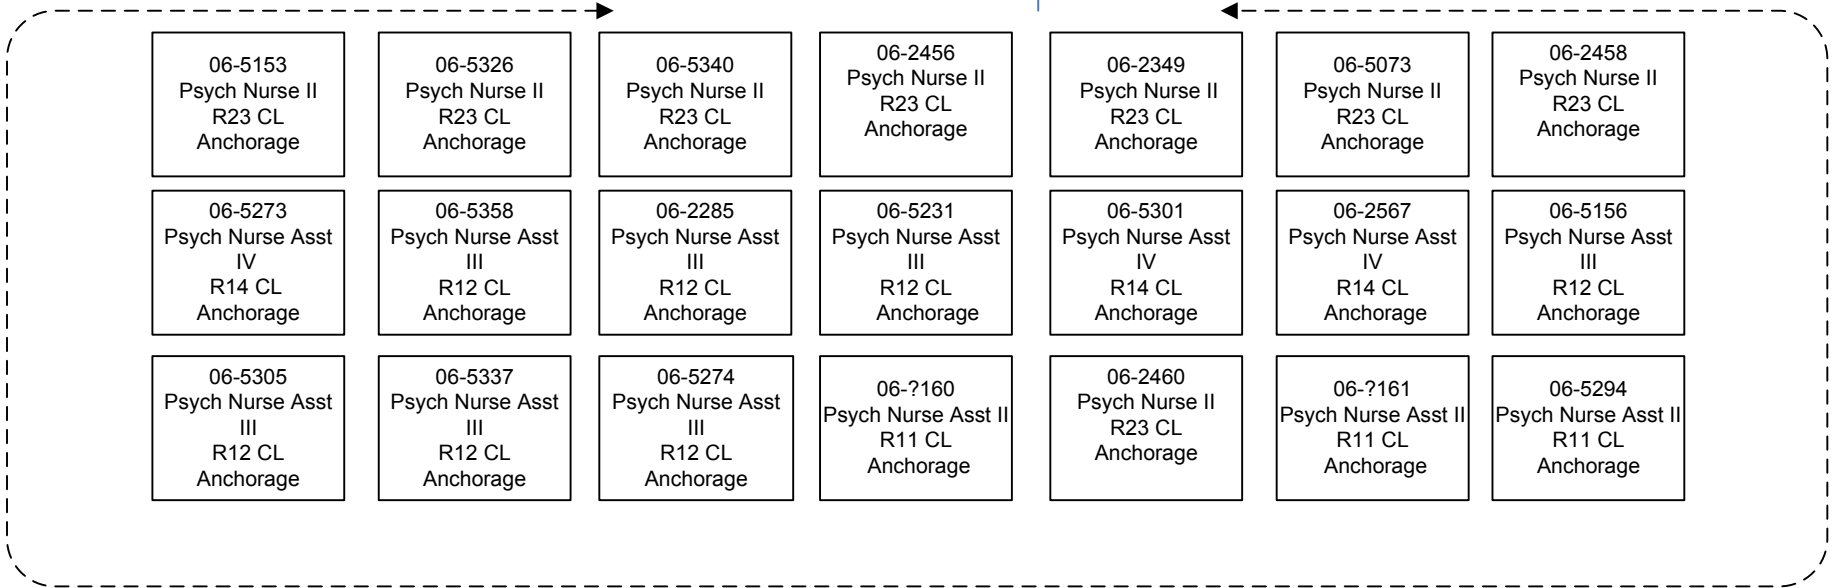 06-5153
Psych Nurse II
R23 CL
Anchorage
06-5326
Psych Nurse II
R23 CL
Anchorage
06-5340
Psych Nurse II
R23 CL
Anchorage
06-2456
Psych Nurse II
R23 CL
Anchorage
06-2349
Psych Nurse II
R23 CL
Anchorage
06-5073
Psych Nurse II
R23 CL
Anchorage
06-2458
Psych Nurse II
R23 CL
Anchorage
06-5273
Psych Nurse Asst
IV
R14 CL
Anchorage
06-5358
Psych Nurse Asst
III
R12 CL
Anchorage
06-2285
Psych Nurse Asst
III
R12 CL
Anchorage
06-5231
Psych Nurse Asst
III
R12 CL
Anchorage
06-5301
Psych Nurse Asst
IV
R14 CL
Anchorage
06-2567
Psych Nurse Asst
IV
R14 CL
Anchorage
06-5156
Psych Nurse Asst
III
R12 CL
Anchorage
06-5305
Psych Nurse Asst
III
R12 CL
Anchorage
06-5337
Psych Nurse Asst
III
R12 CL
Anchorage
06-5274
Psych Nurse Asst
III
R12 CL
Anchorage
06-?160
Psych Nurse Asst II
R11 CL
Anchorage
06-2460
Psych Nurse II
R23 CL
Anchorage
06-?161
Psych Nurse Asst II
R11 CL
Anchorage
06-5294
Psych Nurse Asst II
R11 CL
Anchorage